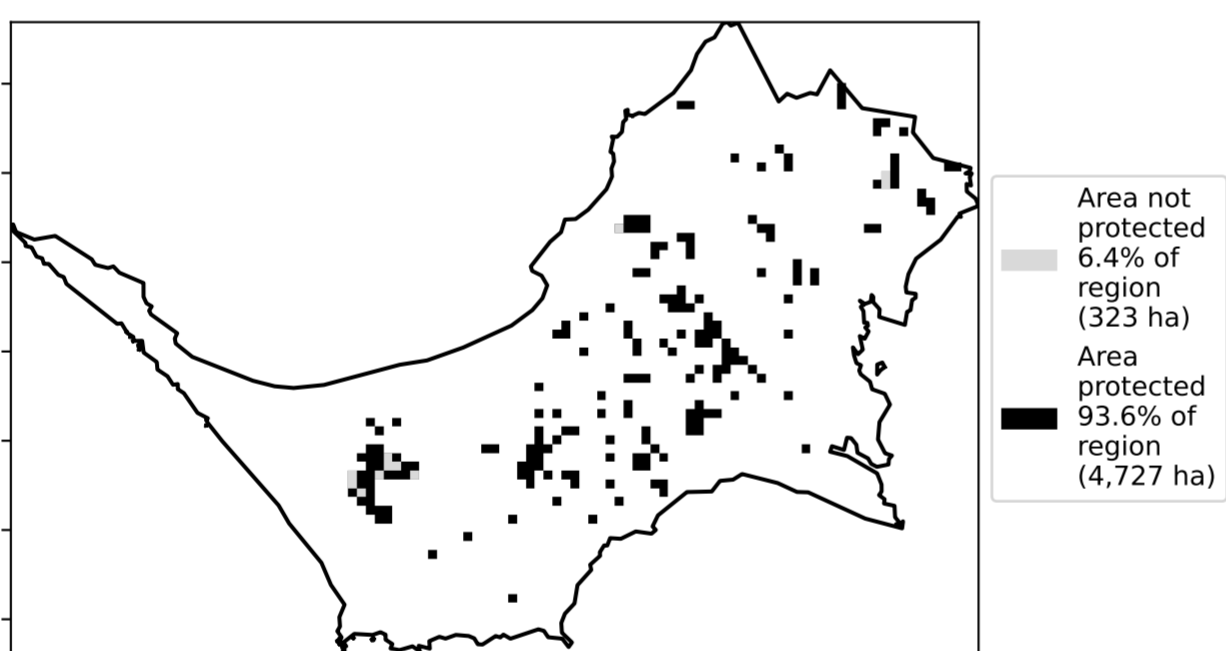 Area not
protected
6.4% of
region
(323 ha)
Area
protected
93.6% of
region
(4,727 ha)